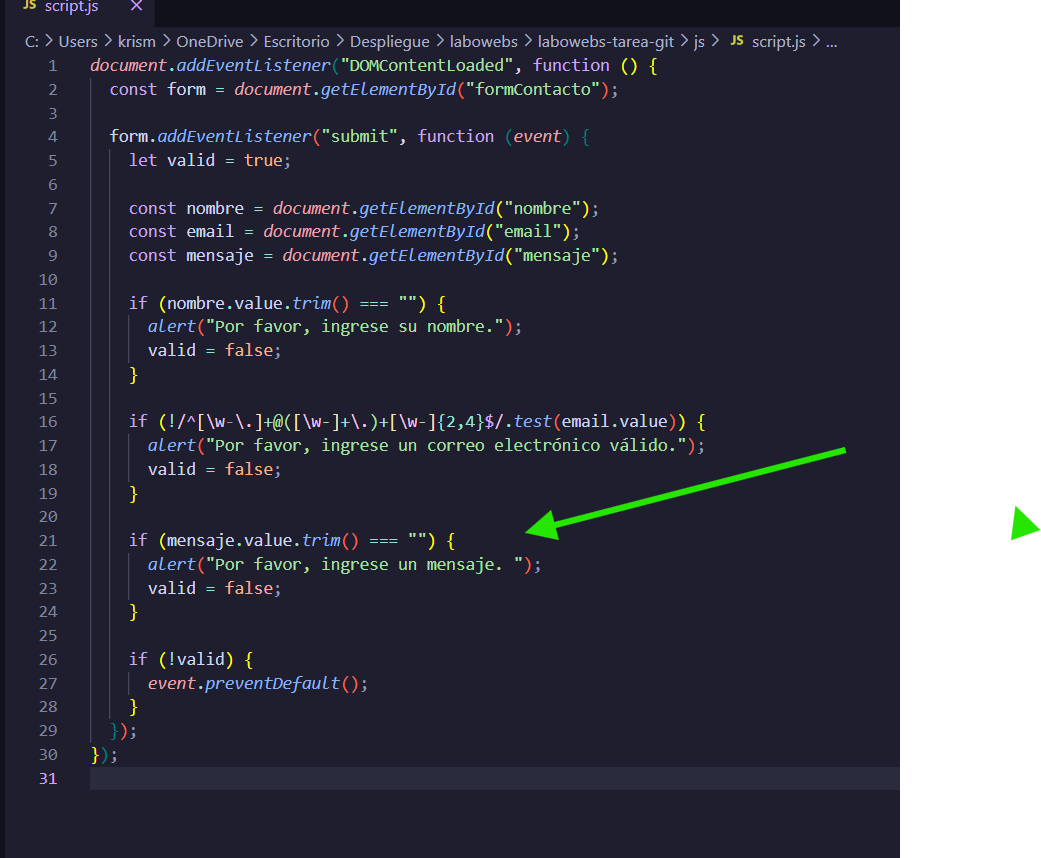 JS script.js ×
C: > Users > krism > OneDrive > Escritorio > Despliegue > labowebs > labowebs-tarea-git > js > JS script.js > ...
1 document.addEventListener("DOMContentLoaded", function () {
2 const form = document.getElementById("formContacto");
3
4 form.addEventListener("submit", function (event) {
5 let valid = true;
6
7 const nombre = document.getElementById("nombre");
8 const email = document.getElementById("email");
9 const mensaje = document.getElementById("mensaje");
10
11 if (nombre.value.trim() === "") {
12 alert("Por favor, ingrese su nombre.");
13 valid = false;
14 }
15
16 if (!/^[\w-\.]+@([\w-]+\.)+[\w-]{2,4}$/.test(email.value)) {
17 alert("Por favor, ingrese un correo electrónico válido.");
18 valid = false;
19 }
20
21 if (mensaje.value.trim() === "") {
22 alert("Por favor, ingrese un mensaje. ");
23 valid = false;
24 }
25
26 if (!valid) {
27 event.preventDefault();
28 }
29 });
30 });
31